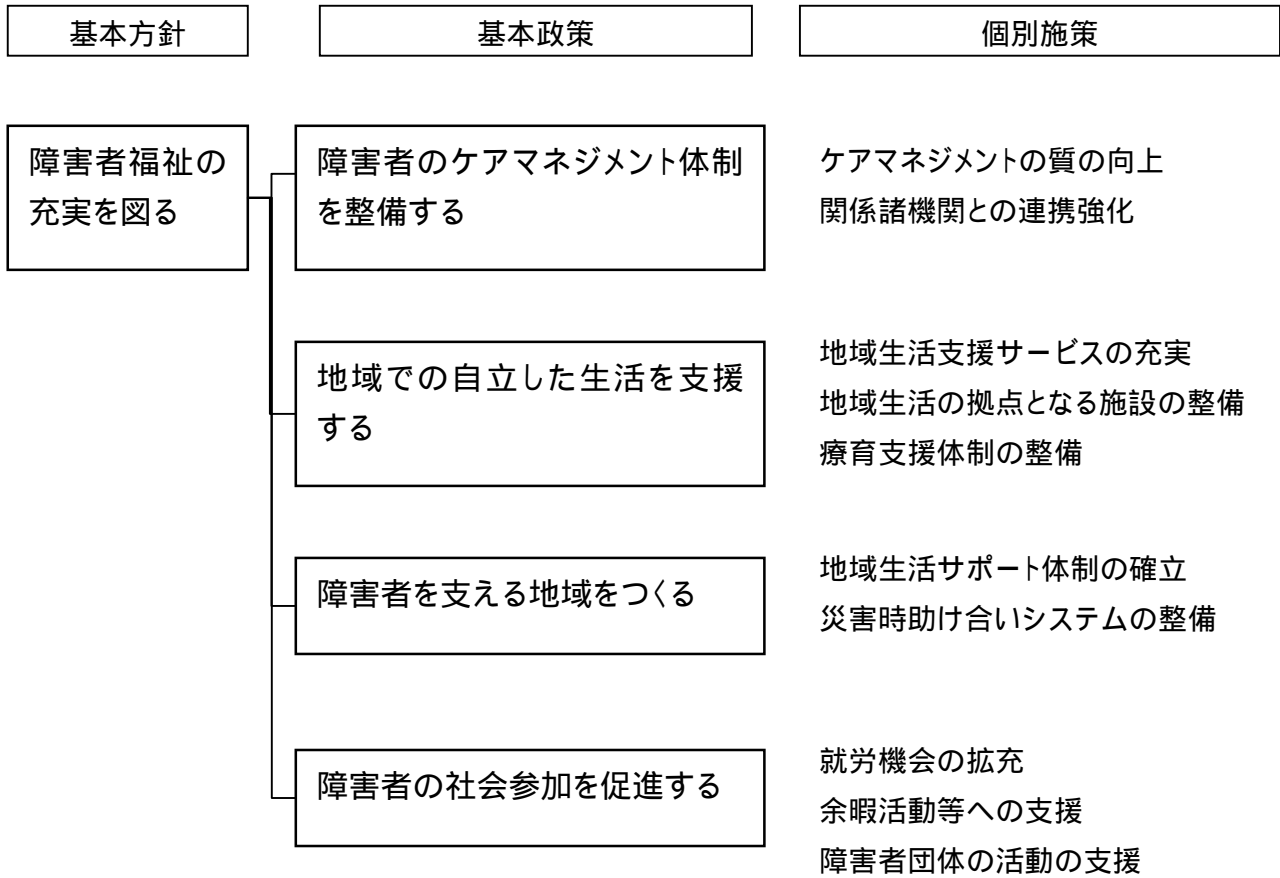 基本方針
基本政策
個別施策
障害者福祉の
充実を図る
障害者のケアマネジメント体制
を整備する
ケアマネジメントの質の向上
関係諸機関との連携強化
地域での自立した生活を支援
する
地域生活支援サービスの充実
地域生活の拠点となる施設の整備
療育支援体制の整備
障害者を支える地域をつくる
地域生活サポート体制の確立
災害時助け合いシステムの整備
障害者の社会参加を促進する
就労機会の拡充
余暇活動等への支援
障害者団体の活動の支援